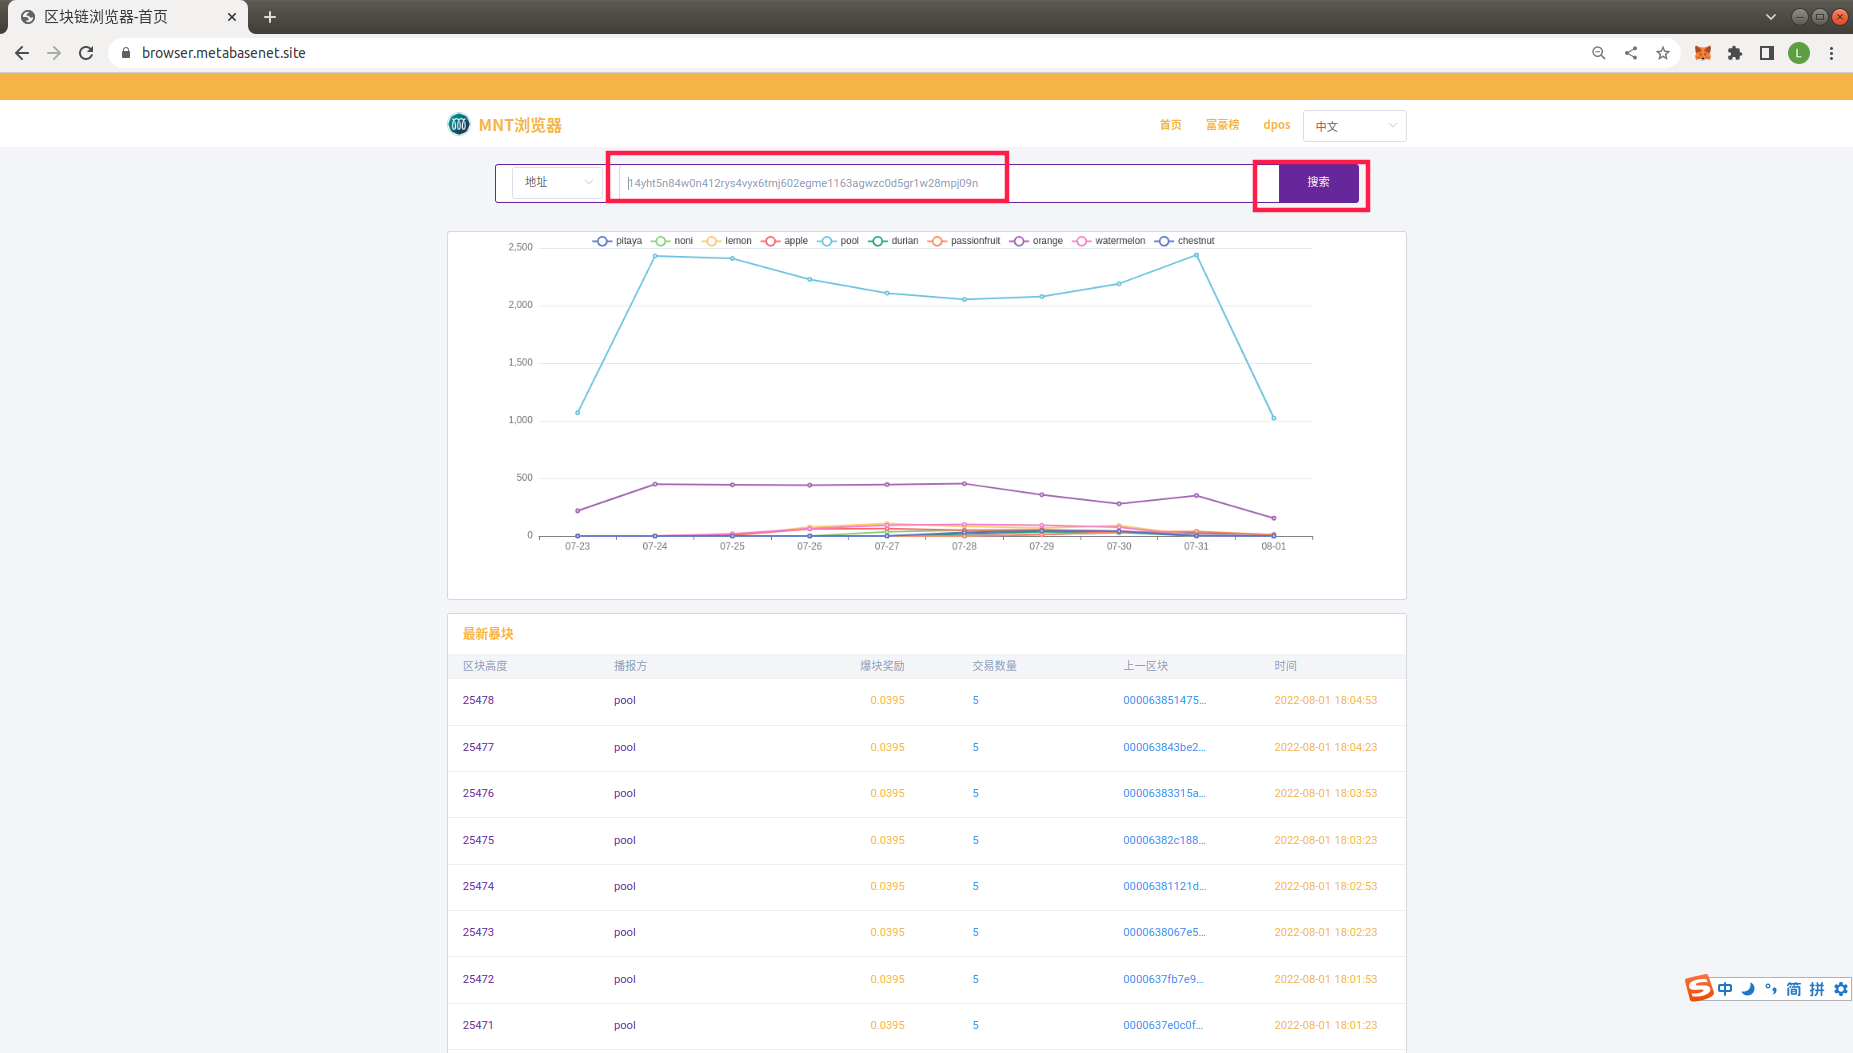 区块链浏览器-首页
browser.metabasenet.site
L
MNT浏览器
首页 富豪榜 dpos 中文
地址 14yht5n84w0n412rys4vyx6tmj602egme1163agwzc0d5gr1w28mpj09n 搜索
pitaya noni lemon apple pool durian passionfruit orange watermelon chestnut
2,500
2,000
1,500
1,000
500
0
07-23 07-24 07-25 07-26 07-27 07-28 07-29 07-30 07-31 08-01
最新暴块
区块高度 播报方 爆块奖励 交易数量 上一区块 时间
25478 pool 0.0395 5 000063851475... 2022-08-01 18:04:53
25477 pool 0.0395 5 000063843be2... 2022-08-01 18:04:23
25476 pool 0.0395 5 00006383315a... 2022-08-01 18:03:53
25475 pool 0.0395 5 00006382c188... 2022-08-01 18:03:23
25474 pool 0.0395 5 00006381121d... 2022-08-01 18:02:53
25473 pool 0.0395 5 0000638067e5... 2022-08-01 18:02:23
25472 pool 0.0395 5 0000637fb7e9... 2022-08-01 18:01:53
25471 pool 0.0395 5 0000637e0c0f... 2022-08-01 18:01:23
S 中 简 拼